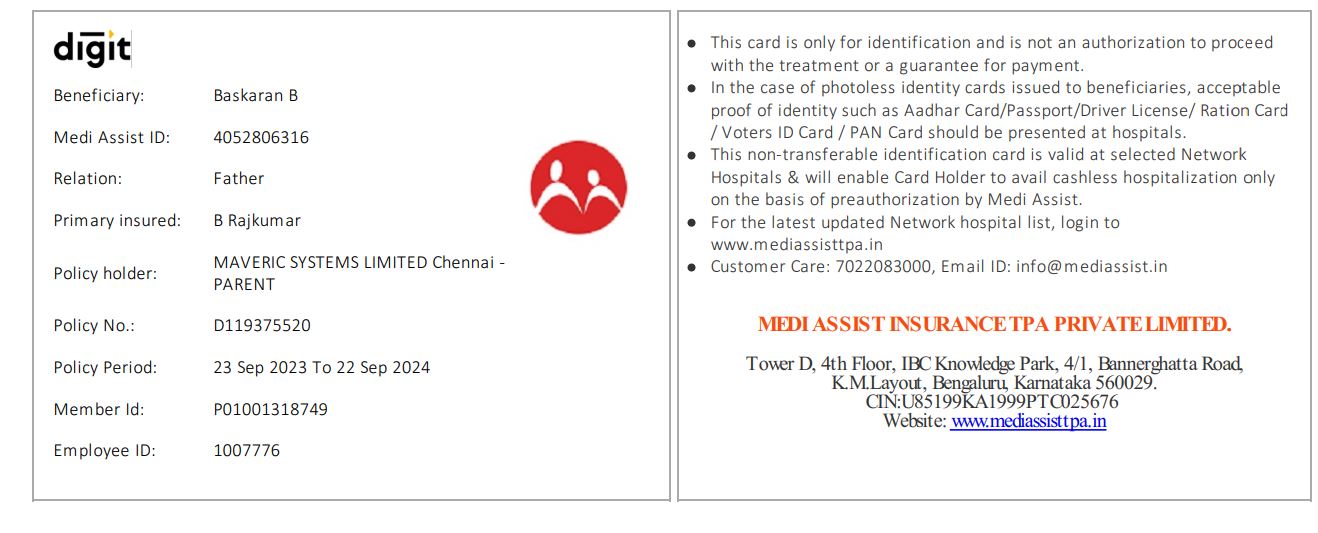 digit
Beneficiary: Baskaran B
Medi Assist ID: 4052806316
Relation: Father
Primary insured: B Rajkumar
Policy holder: MAVERIC SYSTEMS LIMITED Chennai -
PARENT
Policy No.: D119375520
Policy Period: 23 Sep 2023 To 22 Sep 2024
Member Id: P01001318749
Employee ID: 1007776
● This card is only for identification and is not an authorization to proceed
with the treatment or a guarantee for payment.
● In the case of photoless identity cards issued to beneficiaries, acceptable
proof of identity such as Aadhar Card/Passport/Driver License/ Ration Card
/ Voters ID Card / PAN Card should be presented at hospitals.
● This non-transferable identification card is valid at selected Network
Hospitals & will enable Card Holder to avail cashless hospitalization only
on the basis of preauthorization by Medi Assist.
● For the latest updated Network hospital list, login to
www.mediassisttpa.in
● Customer Care: 7022083000, Email ID: info@mediassist.in
MEDI ASSIST INSURANCE TPA PRIVATE LIMITED.
Tower D, 4th Floor, IBC Knowledge Park, 4/1, Bannerghatta Road,
K.M.Layout, Bengaluru, Karnataka 560029.
CIN:U85199KA1999PTC025676
Website: www.mediassisttpa.in